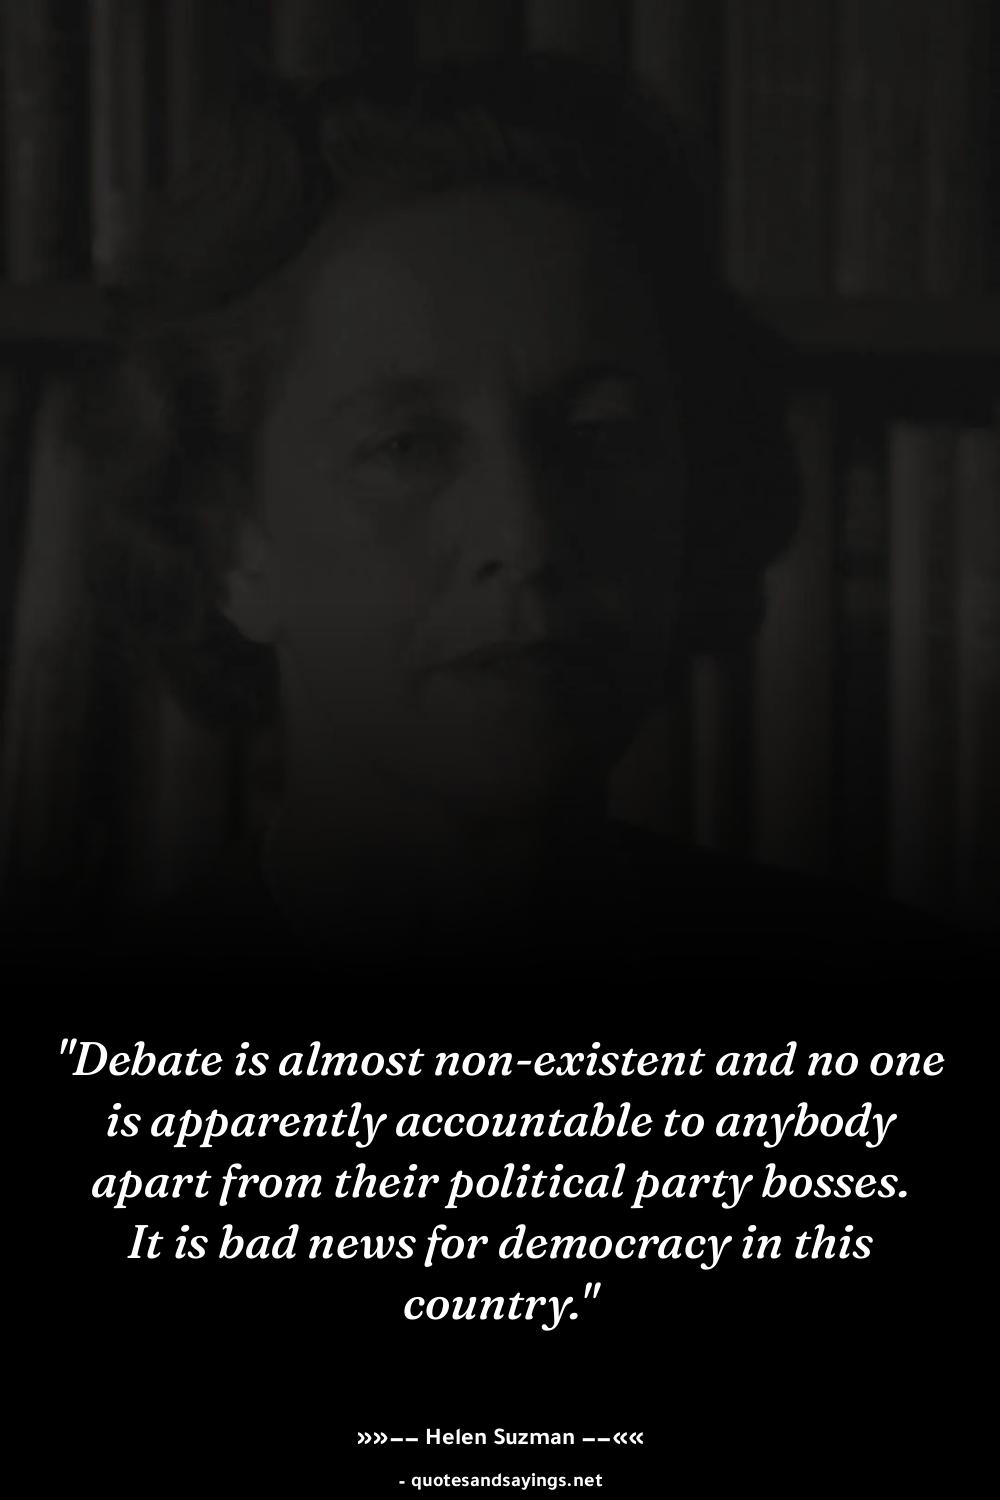 "Debate is almost non-existent and no one
is apparently accountable to anybody
apart from their political party bosses.
It is bad news for democracy in this
country."
»»−− Helen Suzman −−««
- quotesandsayings.net